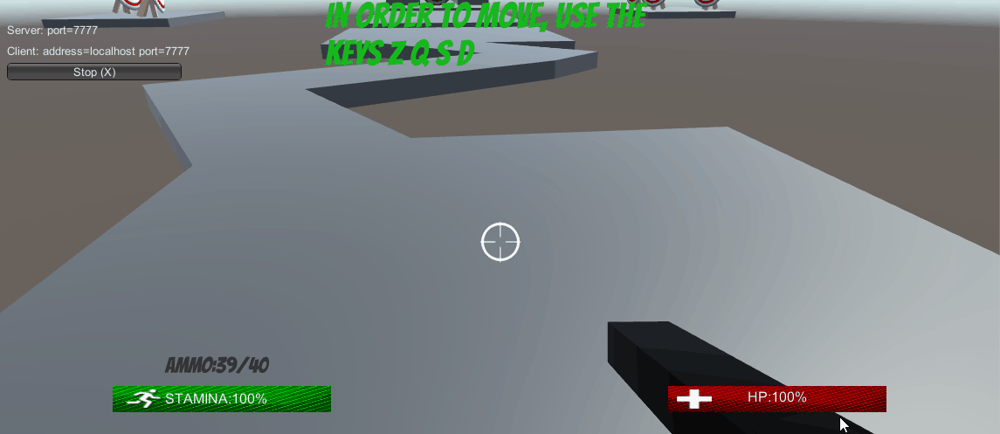 IN ORDER TO MOVE, USE THE
KEYS Z Q S D
Server: port=7777
Client: address=localhost port=7777
Stop (X)
AMMO:39/40
STAMINA:100%
HP:100%